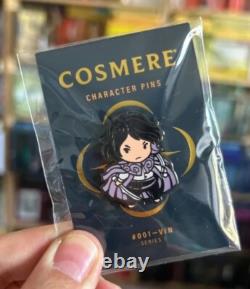 COSMERE®
CHARACTER PINS
#001—VIN
SERIES 1